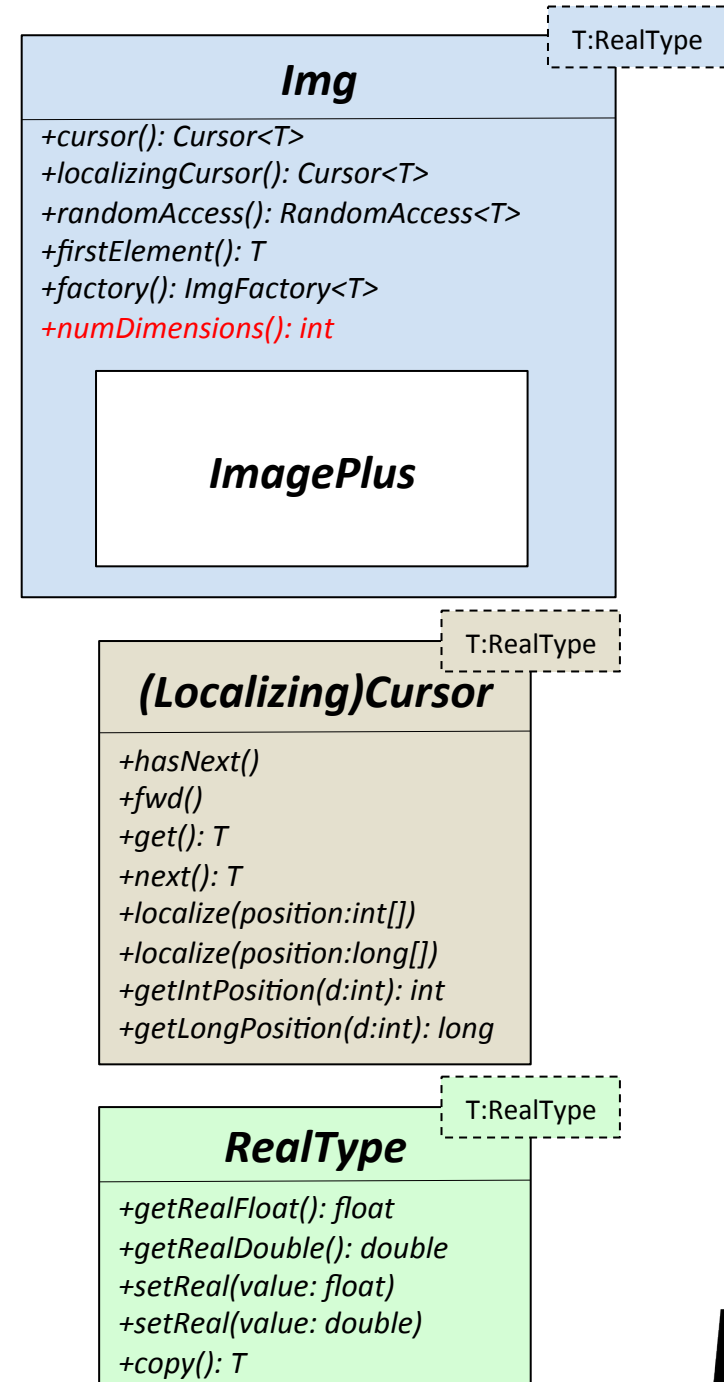 T:RealType
Img
+cursor(): Cursor<T>
+localizingCursor(): Cursor<T>
+randomAccess(): RandomAccess<T>
+firstElement(): T
+factory(): ImgFactory<T>
+numDimensions(): int
ImagePlus
T:RealType
(Localizing)Cursor
+hasNext()
+fwd()
+get(): T
+next(): T
+localize(position:int[])
+localize(position:long[])
+getIntPosition(d:int): int
+getLongPosition(d:int): long
T:RealType
RealType
+getRealFloat(): float
+getRealDouble(): double
+setReal(value: float)
+setReal(value: double)
+copy(): T